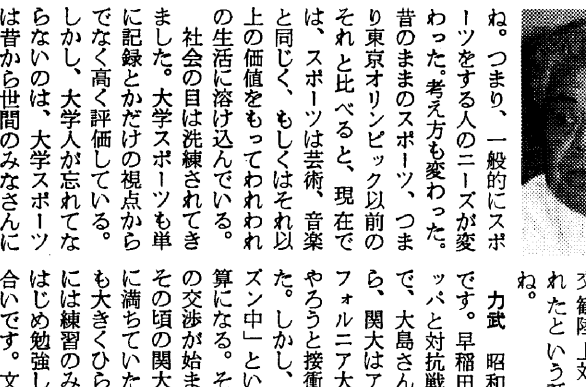 ね。つまり、一般的にスポ
ーツをする人のニーズが変
わった。考え方も変わった。
昔のままのスポーツ、つま
り東京オリンピック以前の
それと比べると、現在で
は、スポーツは芸術、音楽
と同じく、もしくはそれ以
上の価値をもってわれわれ
の生活に溶け込んでいる。
社会の目は洗練されてき
ました。大学スポーツも単
に記録とかだけの視点から
でなく高く評価している。
しかし、大学人が忘れてな
らないのは、大学スポーツ
は昔から世間のみなさんに
れたという
ね。
力武 昭和
です。早稲田
ッパと対抗戦
で、大島さん
ら、関大はア
フォルニア大
やろうと接衝
た。しかし、
ズン中」とい
算になる。そ
の交渉が始ま
その頃の関大
に満ちていた
も大きくひら
には練習のみ
はじめ勉強し
合いです。文